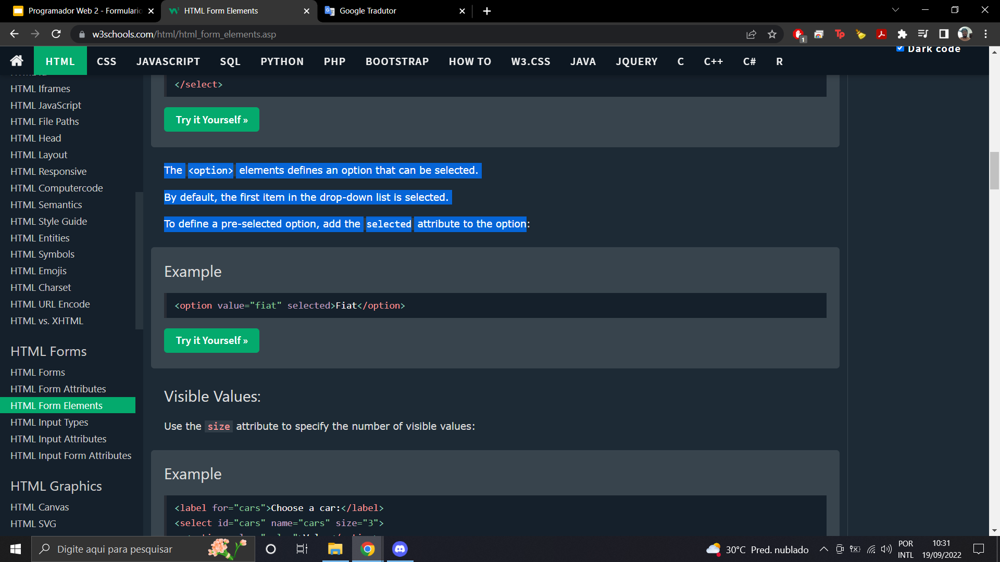 Programador Web 2 - Formulario
HTML Form Elements
Google Tradutor
w3schools.com/html/html_form_elements.asp
1
HTML
CSS
JAVASCRIPT
SQL
PYTHON
PHP
BOOTSTRAP
HOW TO
W3.CSS
JAVA
JQUERY
C
C++
C#
R
Dark code
HTML Iframes
HTML JavaScript
HTML File Paths
HTML Head
HTML Layout
HTML Responsive
HTML Computercode
HTML Semantics
HTML Style Guide
HTML Entities
HTML Symbols
HTML Emojis
HTML Charset
HTML URL Encode
HTML vs. XHTML
HTML Forms
HTML Forms
HTML Form Attributes
HTML Form Elements
HTML Input Types
HTML Input Attributes
HTML Input Form Attributes
HTML Graphics
HTML Canvas
HTML SVG
</select>
Try it Yourself »
The <option> elements defines an option that can be selected.
By default, the first item in the drop-down list is selected.
To define a pre-selected option, add the selected attribute to the option:
Example
<option value="fiat" selected>Fiat</option>
Try it Yourself »
Visible Values:
Use the size attribute to specify the number of visible values:
Example
<label for="cars">Choose a car:</label>
<select id="cars" name="cars" size="3">
Digite aqui para pesquisar
30°C Pred. nublado
POR
INTL
10:31
19/09/2022